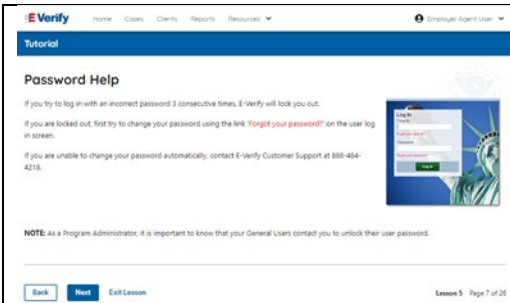 E-Verify Home Cases Clients Reports Resources Employer Agent User
Tutorial
Password Help
If you try to log in with an incorrect password 3 consecutive times, E-Verify will lock you out.
If you are locked out, first try to change your password using the link 'Forgot your password?' on the user log
in screen.
If you are unable to change your password automatically, contact E-Verify Customer Support at 888-464-
4218.
Log In
NOTE: As a Program Administrator, it is important to know that your General Users contact you to unlock their user password.
Back Next Exit Lesson Lesson 5 Page 7 of 26